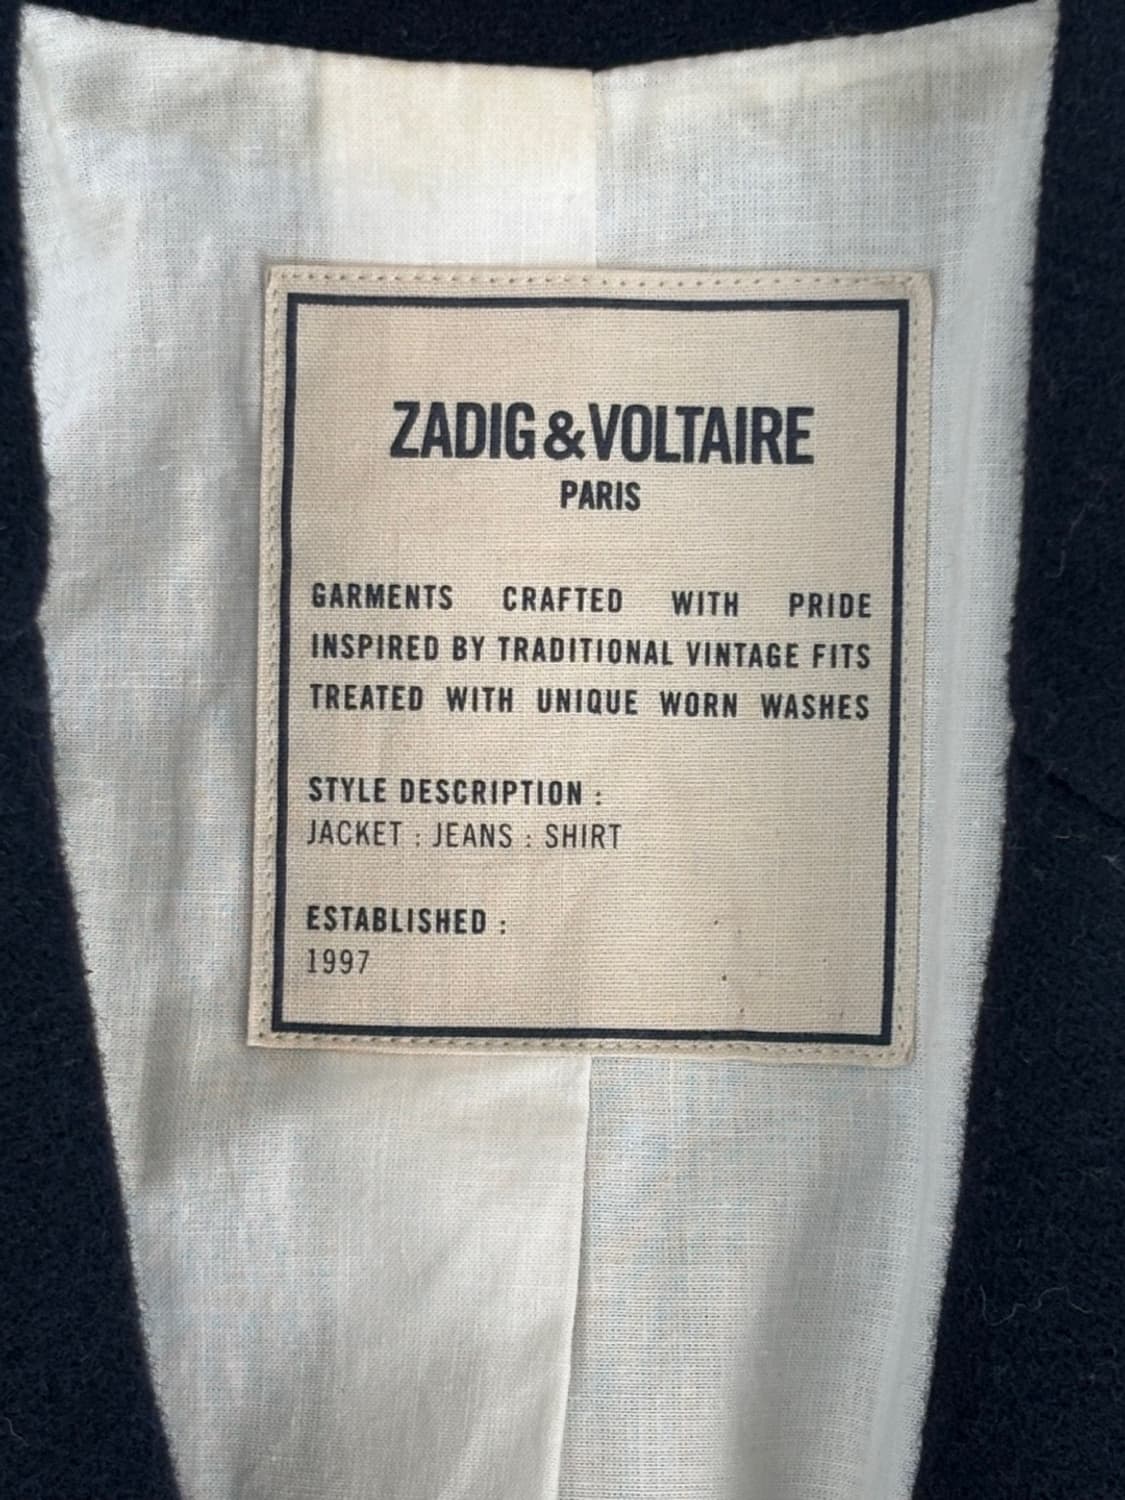 ZADIG&VOLTAIRE
PARIS
GARMENTS CRAFTED WITH PRIDE
INSPIRED BY TRADITIONAL VINTAGE FITS
TREATED WITH UNIQUE WORN WASHES
STYLE DESCRIPTION :
JACKET : JEANS : SHIRT
ESTABLISHED :
1997